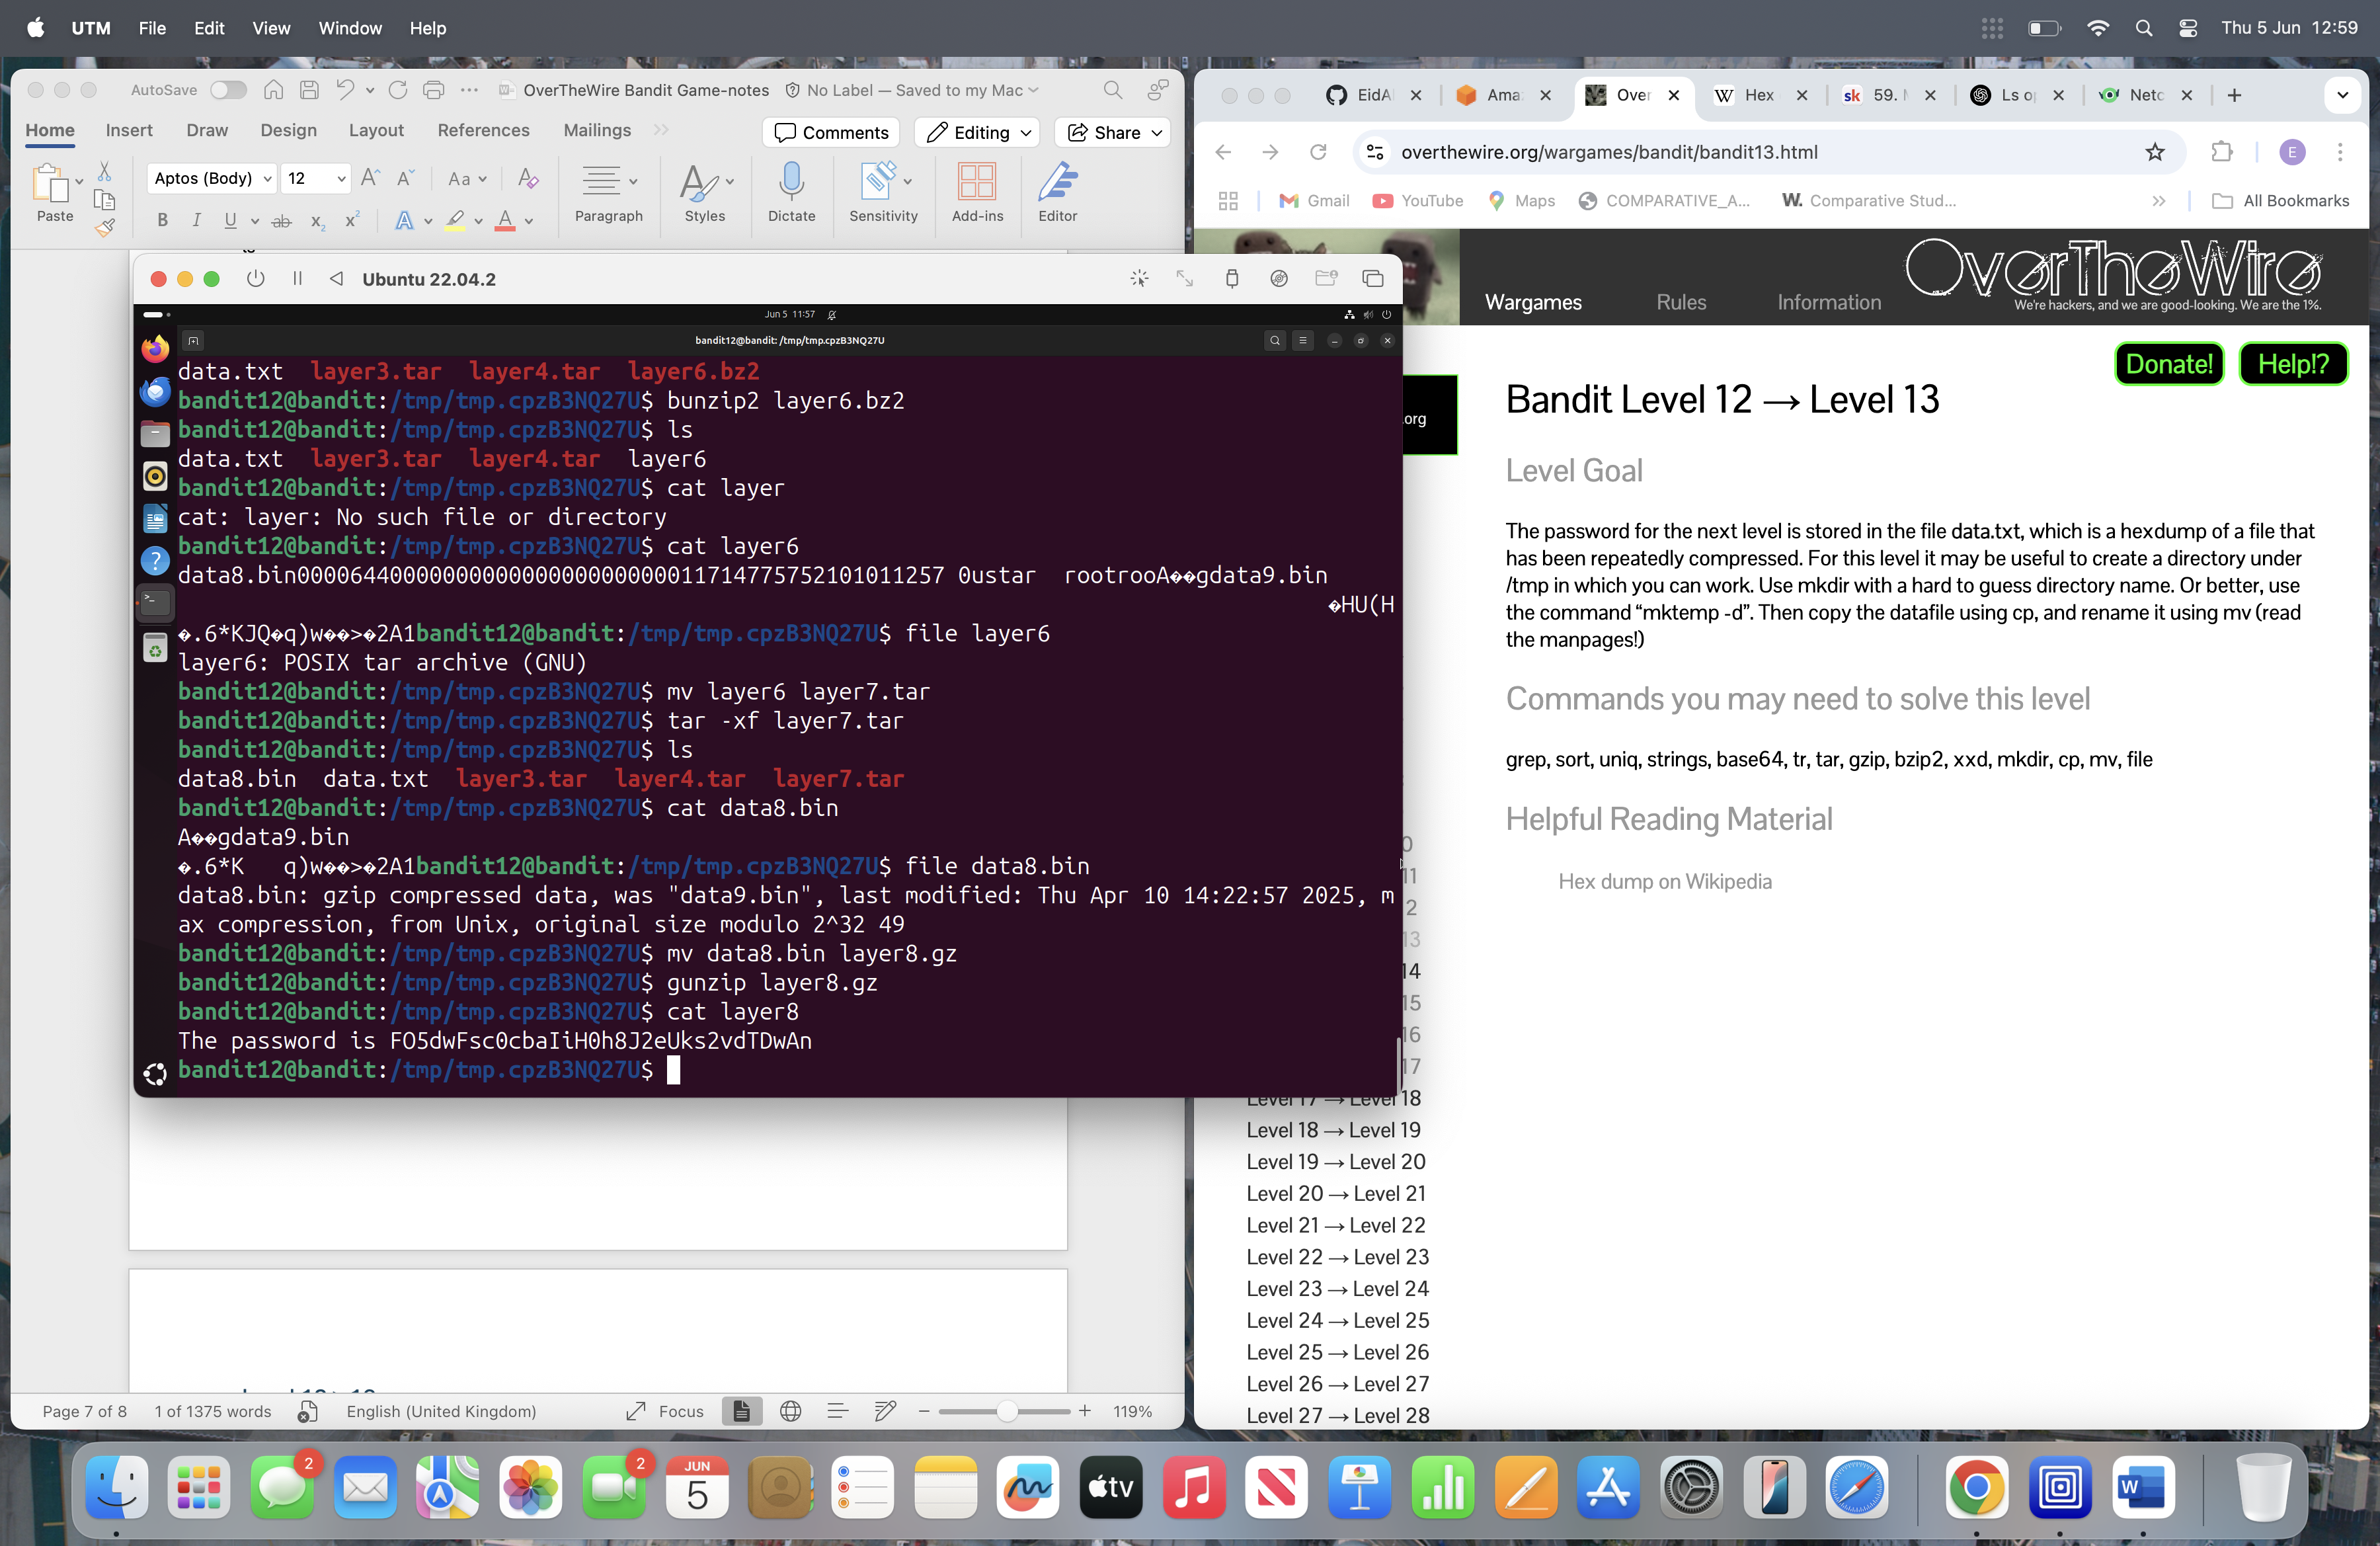 UTM File Edit View Window Help
Thu 5 Jun 12:59
AutoSave
OverTheWire Bandit Game-notes
No Label — Saved to my Mac
Home Insert Draw Design Layout References Mailings
Comments Editing Share
Paste
Aptos (Body) 12
Aa
B I U ab x₂ x²
Paragraph Styles Dictate Sensitivity Add-ins Editor
Ubuntu 22.04.2
Jun 5 11:57
bandit12@bandit: /tmp/tmp.cpzB3NQ27U
data.txt layer3.tar layer4.tar layer6.bz2
bandit12@bandit:/tmp/tmp.cpzB3NQ27U$ bunzip2 layer6.bz2
bandit12@bandit:/tmp/tmp.cpzB3NQ27U$ ls
data.txt layer3.tar layer4.tar layer6
bandit12@bandit:/tmp/tmp.cpzB3NQ27U$ cat layer
cat: layer: No such file or directory
bandit12@bandit:/tmp/tmp.cpzB3NQ27U$ cat layer6
data8.bin0000644000000000000000000000011714775752101011257 0ustar rootrooA��gdata9.bin
�HU(H
�.6*KJQ�q)w��>�2A1bandit12@bandit:/tmp/tmp.cpzB3NQ27U$ file layer6
layer6: POSIX tar archive (GNU)
bandit12@bandit:/tmp/tmp.cpzB3NQ27U$ mv layer6 layer7.tar
bandit12@bandit:/tmp/tmp.cpzB3NQ27U$ tar -xf layer7.tar
bandit12@bandit:/tmp/tmp.cpzB3NQ27U$ ls
data8.bin data.txt layer3.tar layer4.tar layer7.tar
bandit12@bandit:/tmp/tmp.cpzB3NQ27U$ cat data8.bin
A��gdata9.bin
�.6*K q)w��>�2A1bandit12@bandit:/tmp/tmp.cpzB3NQ27U$ file data8.bin
data8.bin: gzip compressed data, was "data9.bin", last modified: Thu Apr 10 14:22:57 2025, m
ax compression, from Unix, original size modulo 2^32 49
bandit12@bandit:/tmp/tmp.cpzB3NQ27U$ mv data8.bin layer8.gz
bandit12@bandit:/tmp/tmp.cpzB3NQ27U$ gunzip layer8.gz
bandit12@bandit:/tmp/tmp.cpzB3NQ27U$ cat layer8
The password is FO5dwFsc0cbaIiH0h8J2eUks2vdTDwAn
bandit12@bandit:/tmp/tmp.cpzB3NQ27U$
Page 7 of 8 1 of 1375 words English (United Kingdom) Focus 119%
EidA Ama Over Hex 59. Ls Netc
overthewire.org/wargames/bandit/bandit13.html
E
Gmail YouTube Maps COMPARATIVE_A... W. Comparative Stud... All Bookmarks
OverTheWire
We're hackers, and we are good-looking. We are the 1%.
Wargames Rules Information
Donate! Help!?
.org
Bandit Level 12 → Level 13
Level Goal
The password for the next level is stored in the file data.txt, which is a hexdump of a file that
has been repeatedly compressed. For this level it may be useful to create a directory under
/tmp in which you can work. Use mkdir with a hard to guess directory name. Or better, use
the command “mktemp -d”. Then copy the datafile using cp, and rename it using mv (read
the manpages!)
Commands you may need to solve this level
grep, sort, uniq, strings, base64, tr, tar, gzip, bzip2, xxd, mkdir, cp, mv, file
Helpful Reading Material
Hex dump on Wikipedia
0
11
2
13
14
15
16
17
Level 17 → Level 18
Level 18 → Level 19
Level 19 → Level 20
Level 20 → Level 21
Level 21 → Level 22
Level 22 → Level 23
Level 23 → Level 24
Level 24 → Level 25
Level 25 → Level 26
Level 26 → Level 27
Level 27 → Level 28
2
2
JUN
5
tv
W